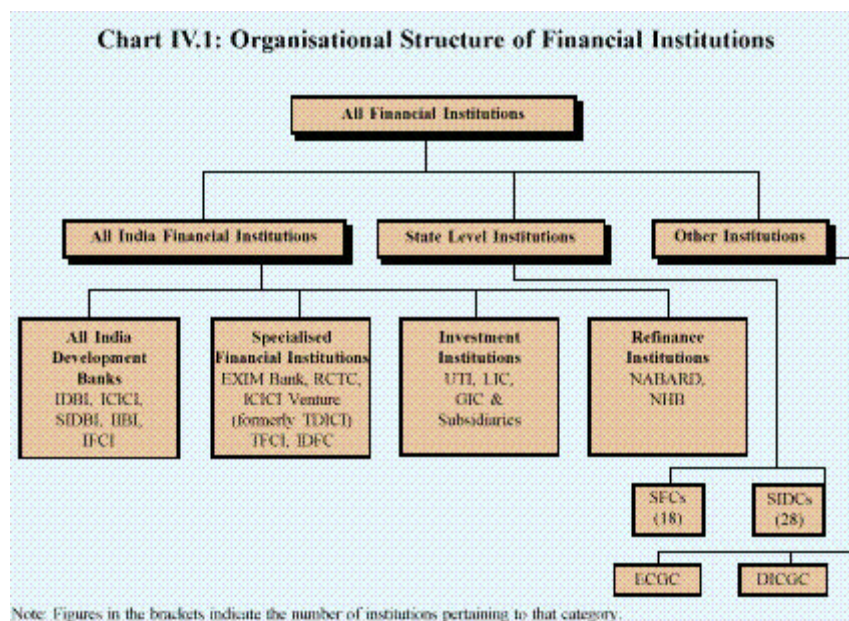 Chart IV.1: Organisational Structure of Financial Institutions
All Financial Institutions
All India Financial Institutions
State Level Institutions
Other Institutions
All India
Development
Banks
IDBI, ICICI,
SIDBI, IIBI,
IFCI
Specialised
Financial Institutions
EXIM Bank, RCTC,
ICICI Venture
(formerly TDICI)
TFCI, IDFC
Investment
Institutions
UTI, LIC,
GIC &
Subsidiaries
Refinance
Institutions
NABARD,
NHB
SFCs
(18)
SIDCs
(28)
ECGC
DICGC
Note: Figures in the brackets indicate the number of institutions pertaining to that category.